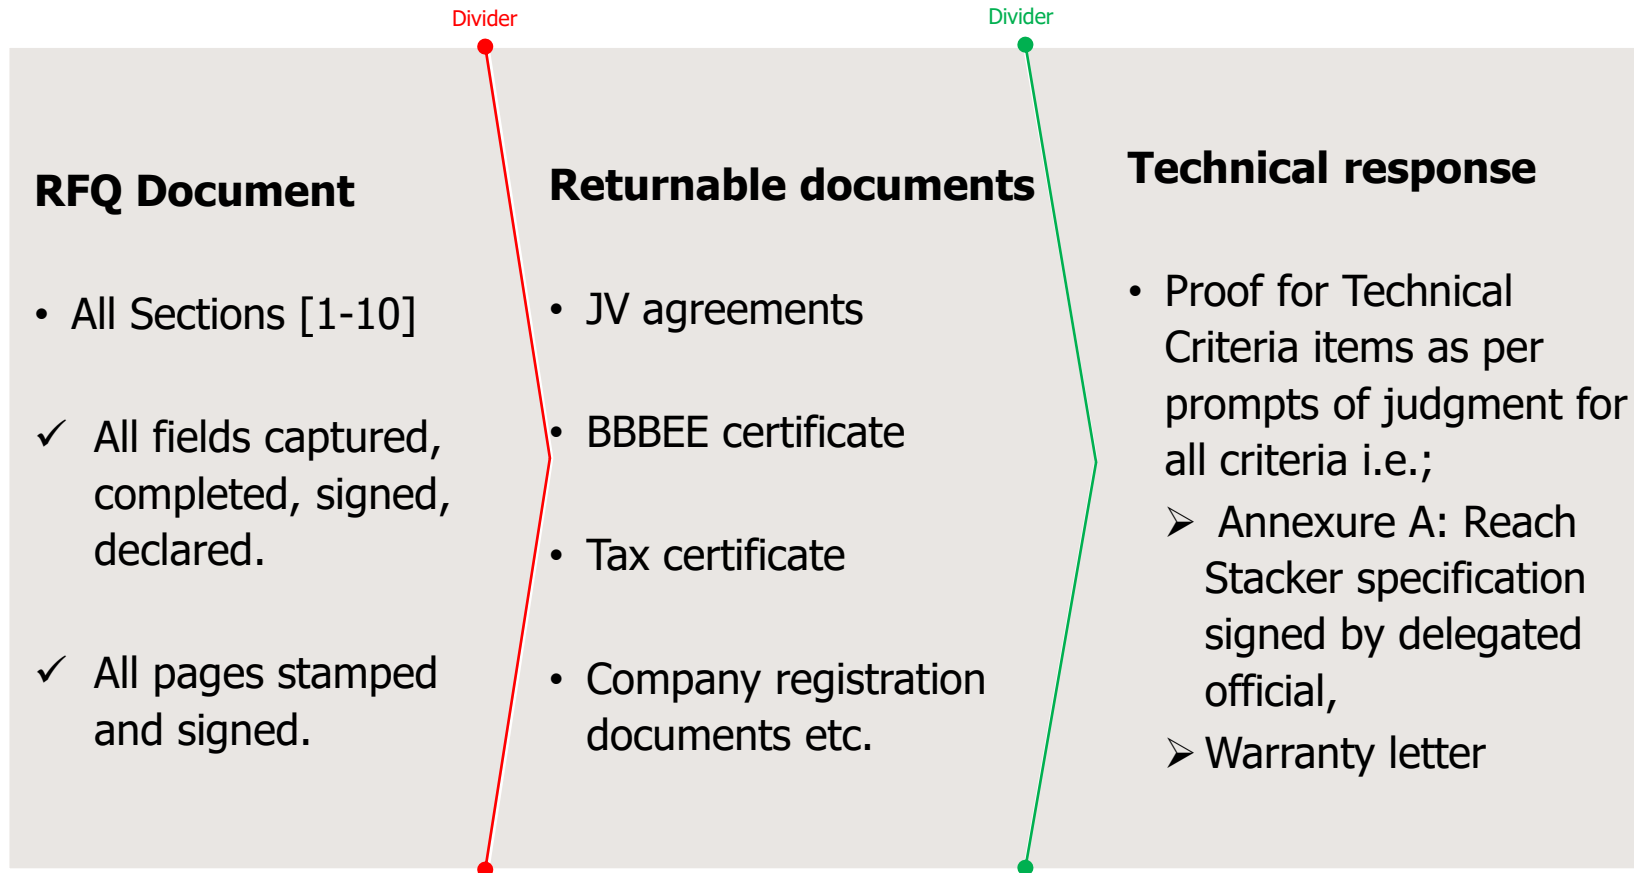 Divider
Divider
RFQ Document
• All Sections [1-10]
✓ All fields captured,
completed, signed,
declared.
✓ All pages stamped
and signed.
Returnable documents
• JV agreements
• BBBEE certificate
• Tax certificate
• Company registration
documents etc.
Technical response
• Proof for Technical
Criteria items as per
prompts of judgment for
all criteria i.e.;
➢ Annexure A: Reach
Stacker specification
signed by delegated
official,
➢ Warranty letter